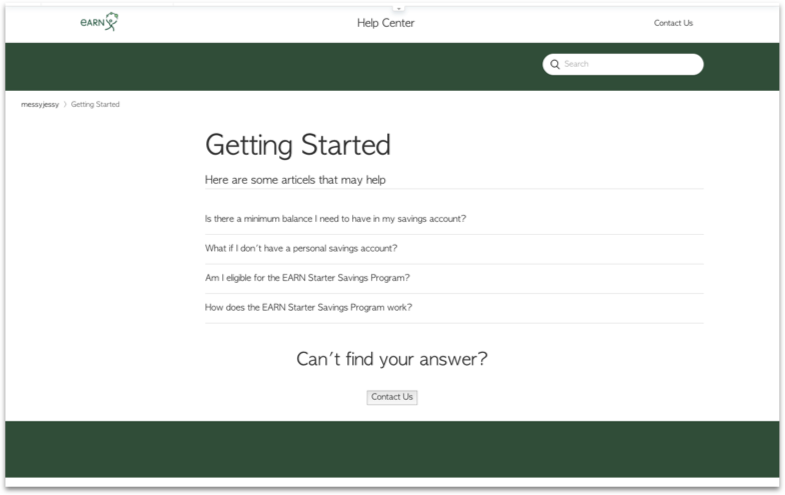 eARN
Help Center
Contact Us
Search
messyjessy 〉 Getting Started
Getting Started
Here are some articels that may help
Is there a minimum balance I need to have in my savings account?
What if I don't have a personal savings account?
Am I eligible for the EARN Starter Savings Program?
How does the EARN Starter Savings Program work?
Can't find your answer?
Contact Us